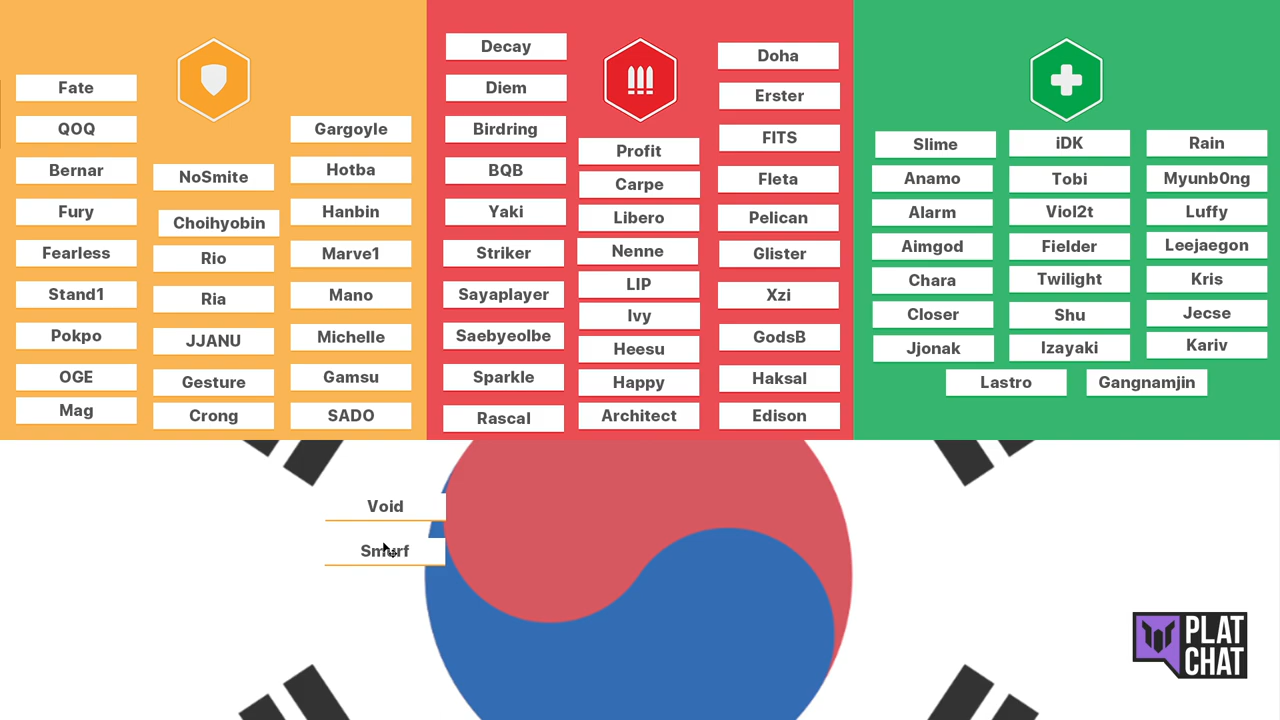 Fate
QOQ
Bernar
Fury
Fearless
Stand1
Pokpo
OGE
Mag
NoSmite
Choihyobin
Rio
Ria
JJANU
Gesture
Crong
Gargoyle
Hotba
Hanbin
Marve1
Mano
Michelle
Gamsu
SADO
Decay
Diem
Birdring
BQB
Yaki
Striker
Sayaplayer
Saebyeolbe
Sparkle
Rascal
Profit
Carpe
Libero
Nenne
LIP
Ivy
Heesu
Happy
Architect
Doha
Erster
FITS
Fleta
Pelican
Glister
Xzi
GodsB
Haksal
Edison
Slime
Anamo
Alarm
Aimgod
Chara
Closer
Jjonak
iDK
Tobi
Viol2t
Fielder
Twilight
Shu
Izayaki
Rain
Myunb0ng
Luffy
Leejaegon
Kris
Jecse
Kariv
Lastro
Gangnamjin
Void
Smurf
PLAT
CHAT